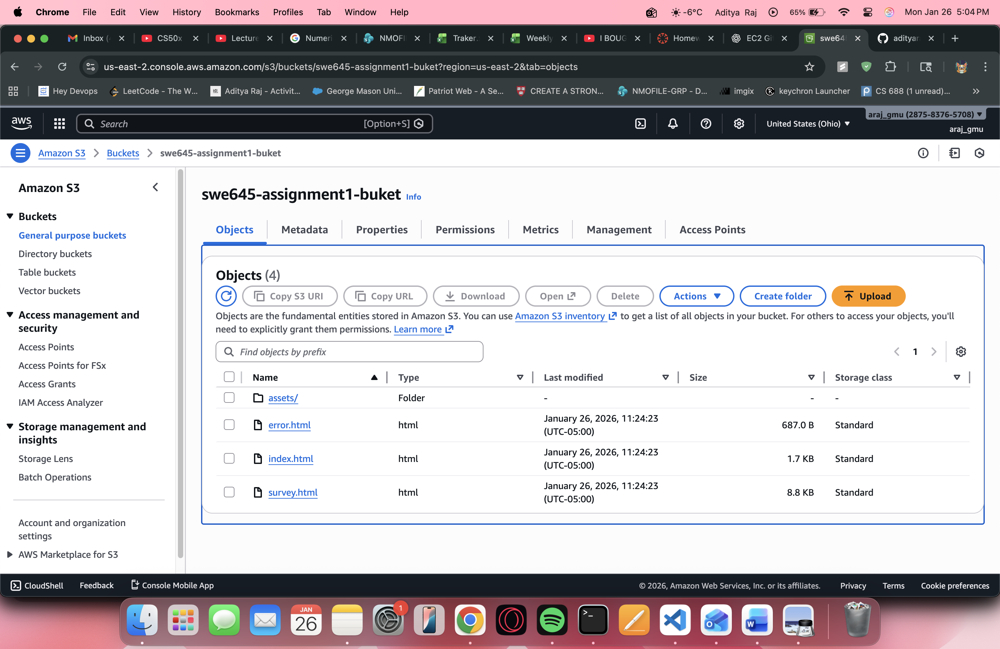 Chrome File Edit View History Bookmarks Profiles Tab Window Help -6°C Aditya Raj 65% Mon Jan 26 5:04 PM
Inbox ( CS50x Lecture Numeri NMOFI Traker. Weekly I BOUG Homew EC2 Gi swe64 adityar
us-east-2.console.aws.amazon.com/s3/buckets/swe645-assignment1-buket?region=us-east-2&tab=objects
Hey Devops LeetCode - The W... KR Aditya Raj - Activit... George Mason Uni... Patriot Web - A Se... CREATE A STRON... NMOFILE-GRP - D... imgix keychron Launcher CS 688 (1 unread)... »
aws Search [Option+S] United States (Ohio) araj_gmu (2875-8376-5708)
araj_gmu
Amazon S3 Buckets swe645-assignment1-buket
Amazon S3
Buckets
General purpose buckets
Directory buckets
Table buckets
Vector buckets
Access management and
security
Access Points
Access Points for FSx
Access Grants
IAM Access Analyzer
Storage management and
insights
Storage Lens
Batch Operations
Account and organization
settings
AWS Marketplace for S3
swe645-assignment1-buket Info
Objects Metadata Properties Permissions Metrics Management Access Points
Objects (4)
Copy S3 URI Copy URL Download Open Delete Actions Create folder Upload
Objects are the fundamental entities stored in Amazon S3. You can use Amazon S3 inventory to get a list of all objects in your bucket. For others to access your objects, you'll
need to explicitly grant them permissions. Learn more
Find objects by prefix 1
Name Type Last modified Size Storage class
assets/ Folder - - -
error.html html January 26, 2026, 11:24:23 (UTC-05:00) 687.0 B Standard
index.html html January 26, 2026, 11:24:23 (UTC-05:00) 1.7 KB Standard
survey.html html January 26, 2026, 11:24:23 (UTC-05:00) 8.8 KB Standard
CloudShell Feedback Console Mobile App © 2026, Amazon Web Services, Inc. or its affiliates. Privacy Terms Cookie preferences
JAN
26
1